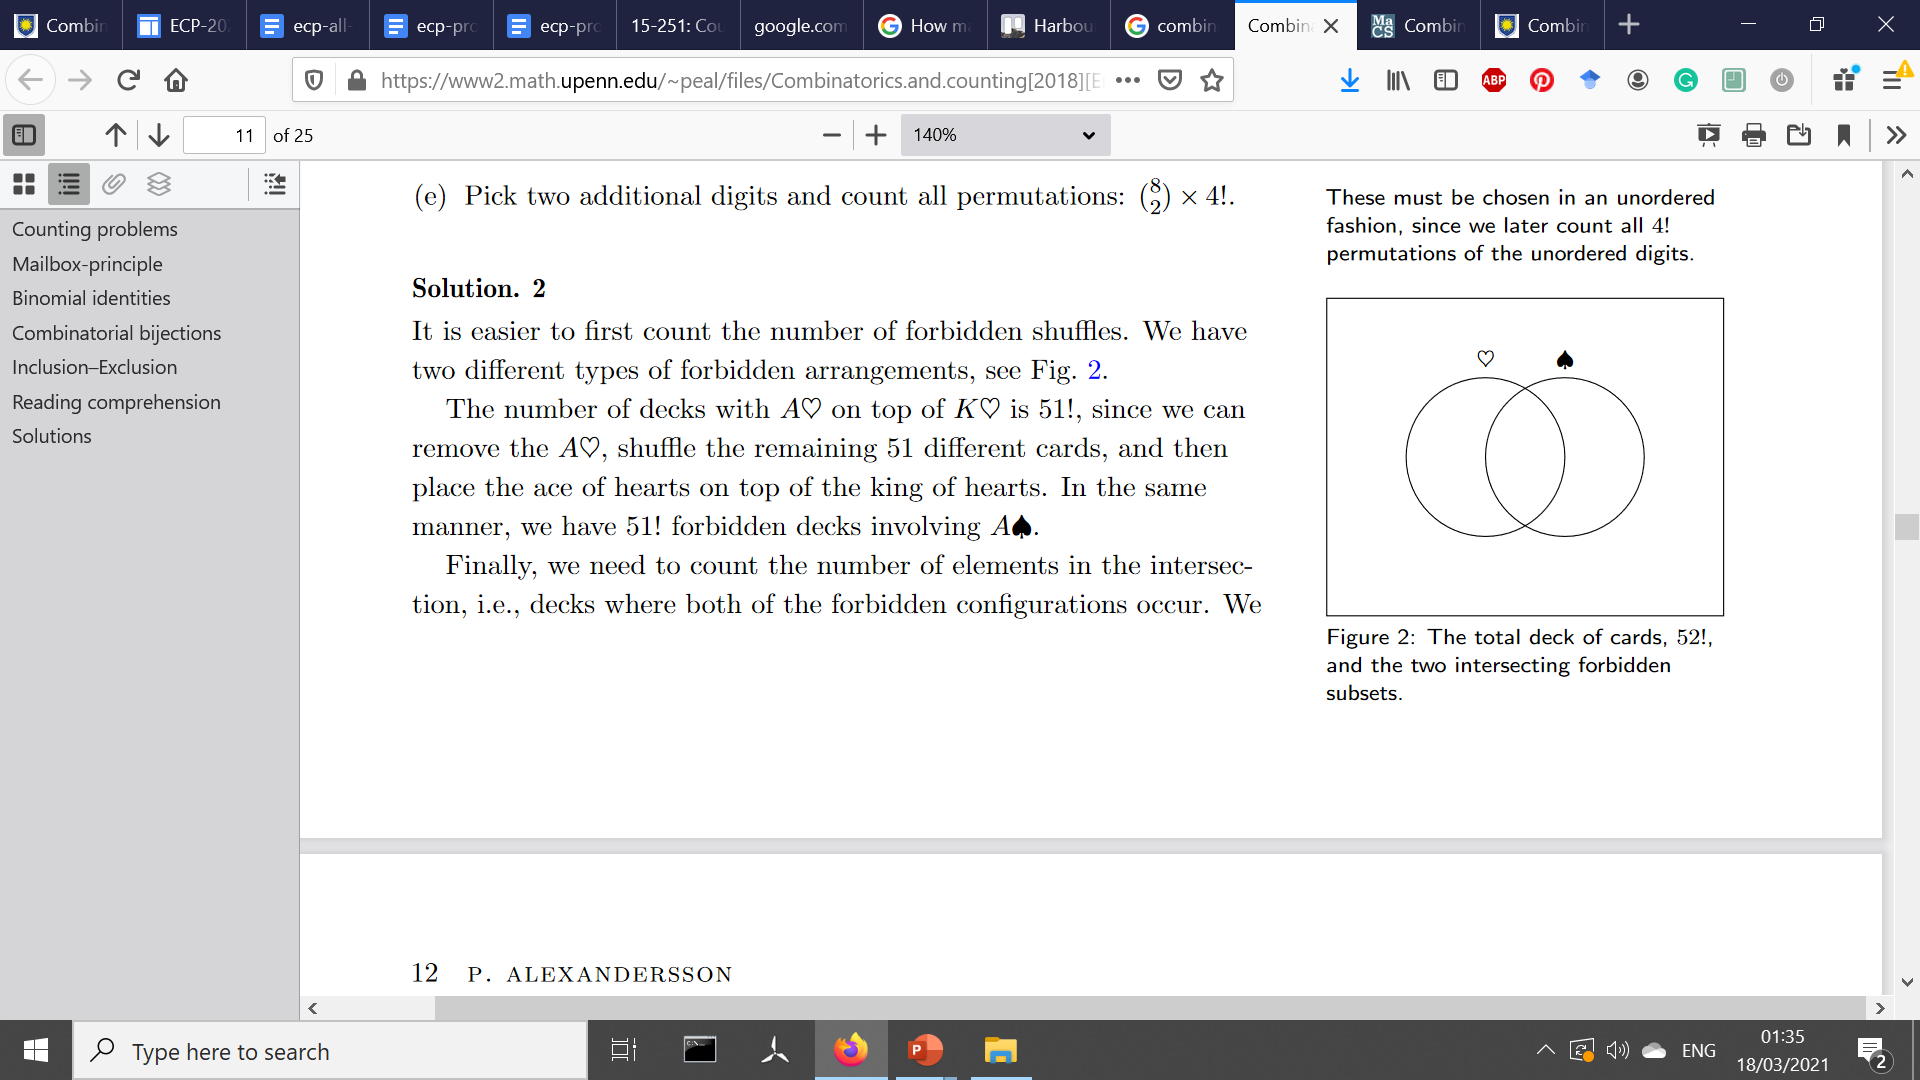 Combin
ECP-20
ecp-all-
ecp-pro
ecp-pro
15-251: Cou
google.com
How m
Harbou
combin
Combin
Combin
Combin
https://www2.math.upenn.edu/~peal/files/Combinatorics.and.counting[2018][E
ABP
11 of 25
140%
Counting problems
Mailbox-principle
Binomial identities
Combinatorial bijections
Inclusion–Exclusion
Reading comprehension
Solutions
(e) Pick two additional digits and count all permutations: (8 2) × 4!.
Solution. 2
It is easier to first count the number of forbidden shuffles. We have
two different types of forbidden arrangements, see Fig. 2.
The number of decks with A♡ on top of K♡ is 51!, since we can
remove the A♡, shuffle the remaining 51 different cards, and then
place the ace of hearts on top of the king of hearts. In the same
manner, we have 51! forbidden decks involving A♠.
Finally, we need to count the number of elements in the intersec-
tion, i.e., decks where both of the forbidden configurations occur. We
These must be chosen in an unordered
fashion, since we later count all 4!
permutations of the unordered digits.
♡ ♠
Figure 2: The total deck of cards, 52!,
and the two intersecting forbidden
subsets.
12 P. ALEXANDERSSON
Type here to search
ENG
01:35
18/03/2021
2